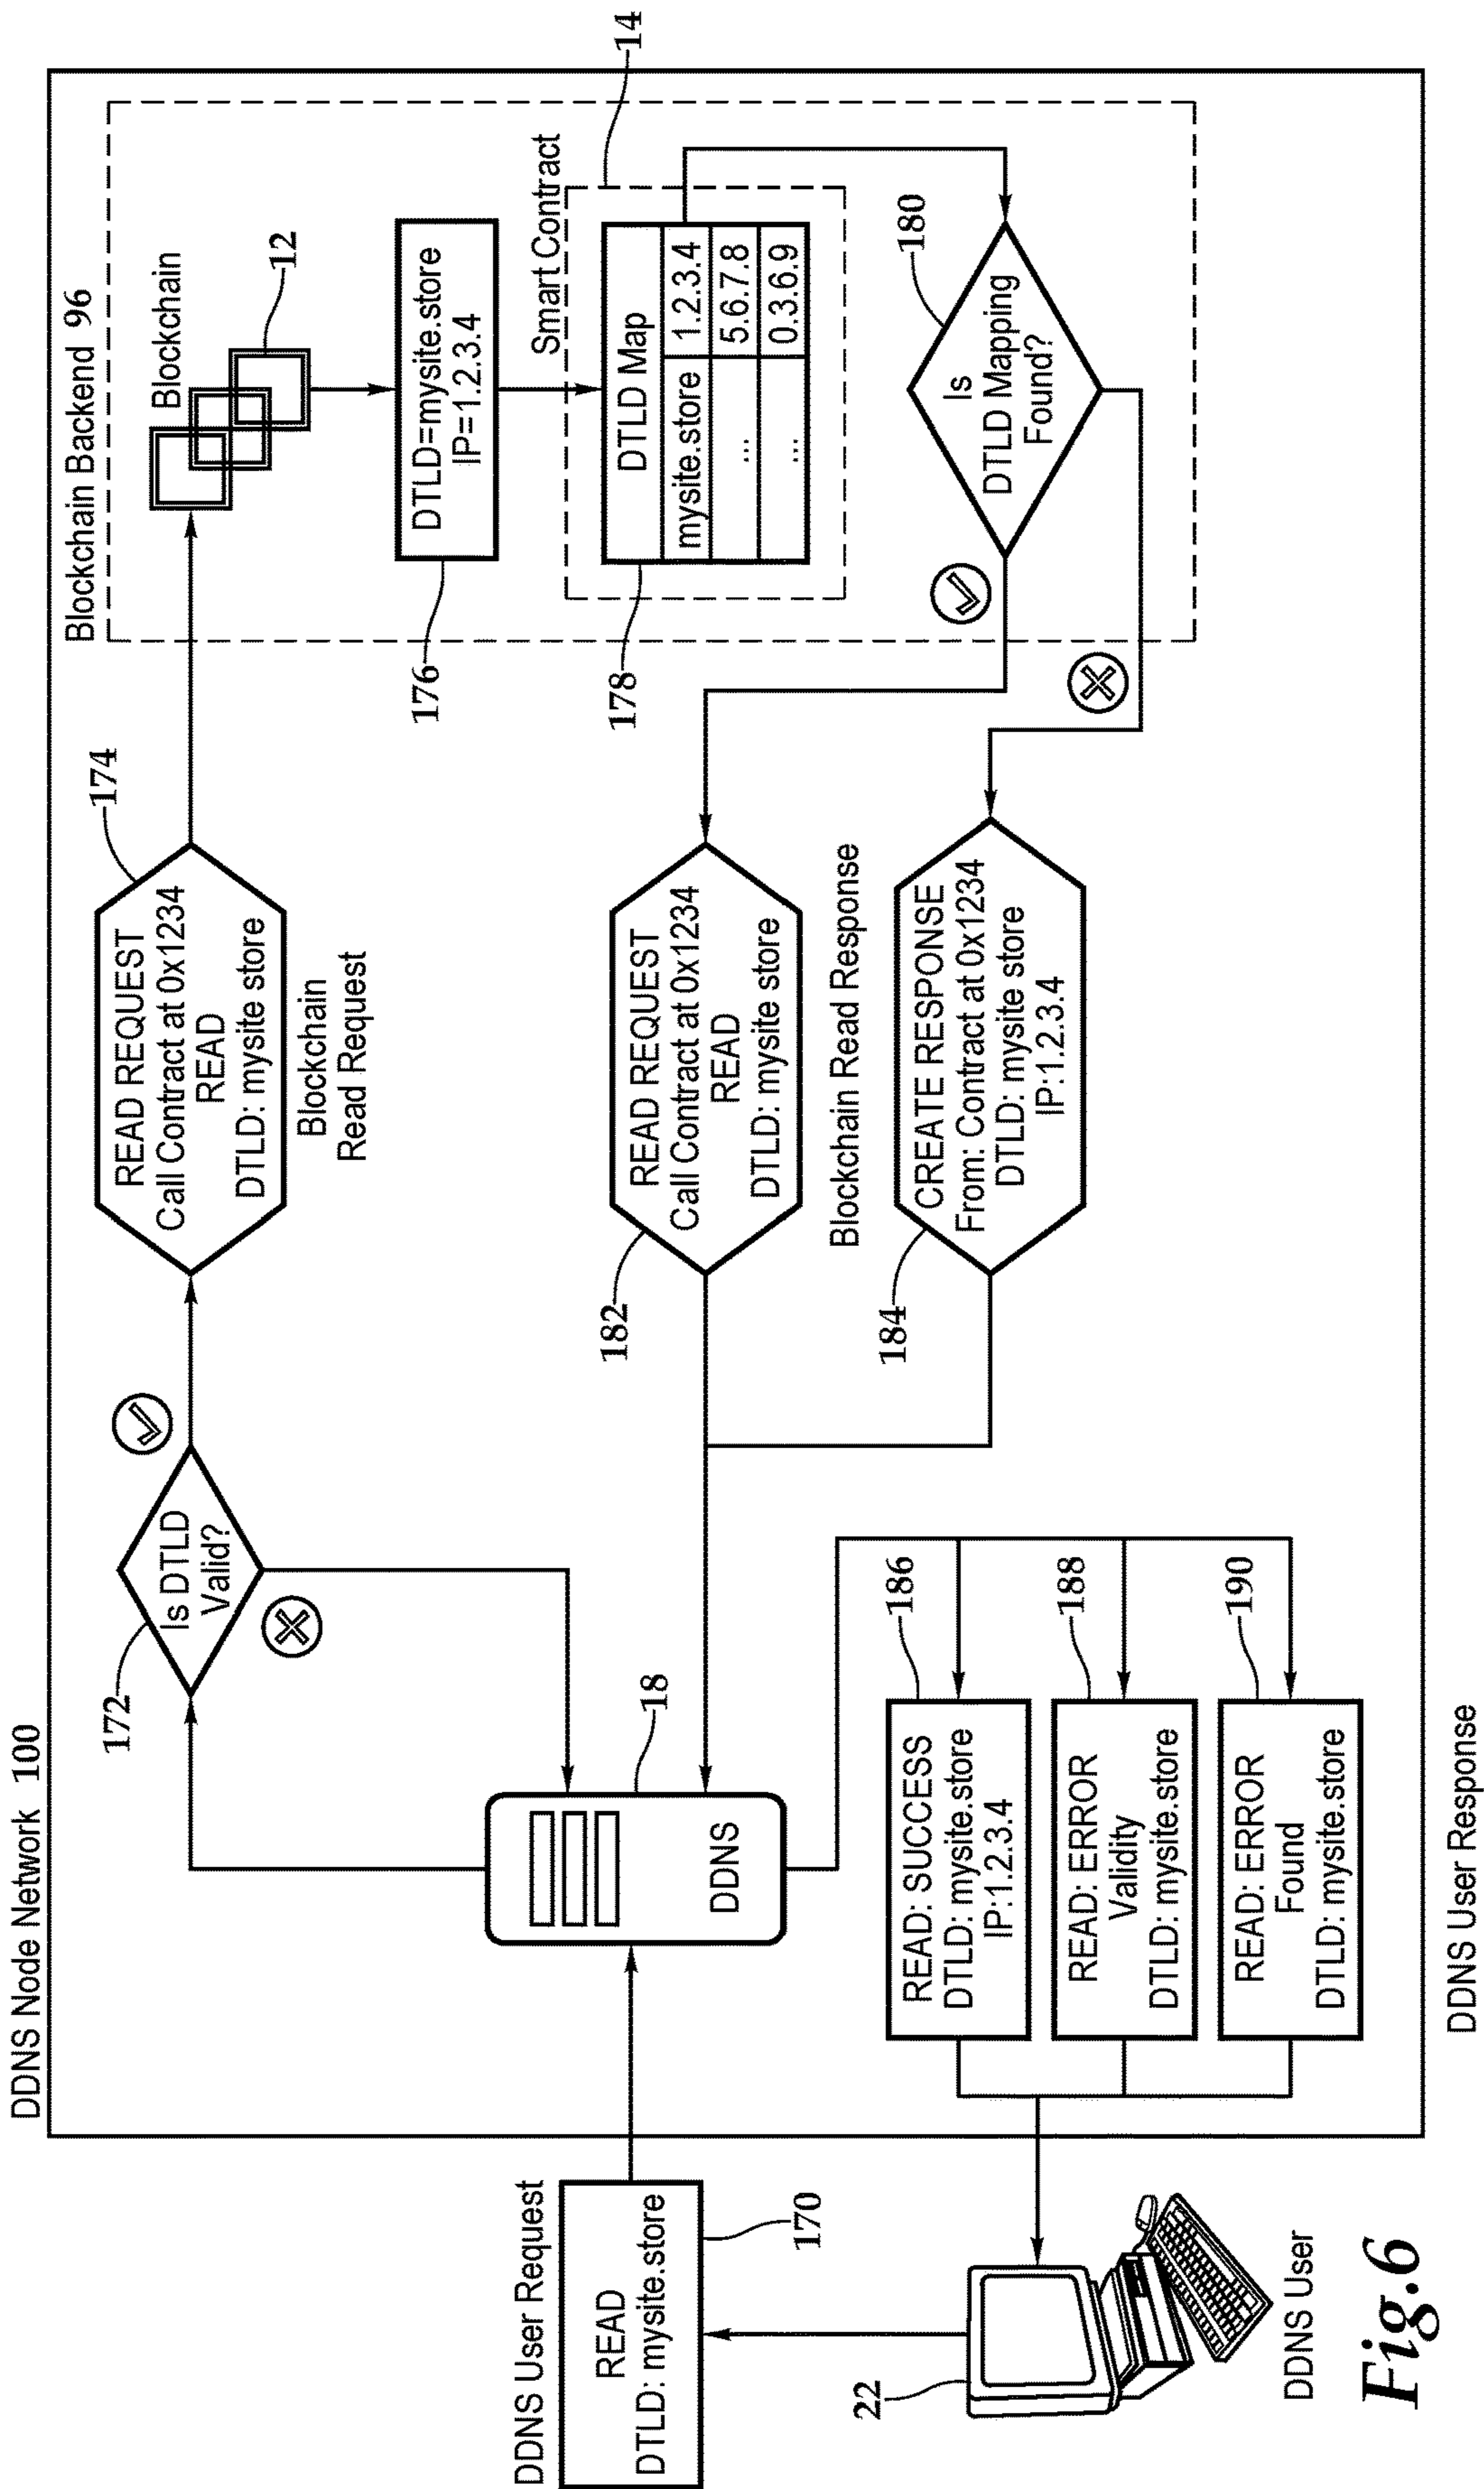 DDNS Node Network 100
Blockchain Backend 96
172
Is DTLD
Valid?
174
READ REQUEST
Call Contract at 0x1234
READ
DTLD: mysite store
Blockchain
Read Request
Blockchain
12
176
DTLD=mysite.store
IP=1.2.3.4
Smart Contract
14
178
DTLD Map
mysite.store 1.2.3.4
... 5.6.7.8
... 0.3.6.9
180
Is
DTLD Mapping
Found?
182
READ REQUEST
Call Contract at 0x1234
READ
DTLD: mysite store
Blockchain Read Response
184
CREATE RESPONSE
From: Contract at 0x1234
DTLD: mysite store
IP:1.2.3.4
DDNS User Request
READ
DTLD: mysite.store
170
18
DDNS
186
READ: SUCCESS
DTLD: mysite.store
IP:1.2.3.4
188
READ: ERROR
Validity
DTLD: mysite.store
190
READ: ERROR
Found
DTLD: mysite.store
DDNS User Response
22
DDNS User
Fig.6